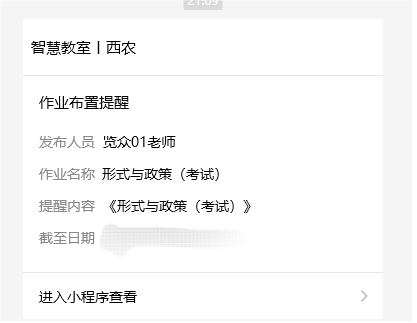 21:09
智慧教室丨西农
作业布置提醒
发布人员 览众01老师
作业名称 形式与政策（考试）
提醒内容 《形式与政策（考试）》
截至日期
进入小程序查看